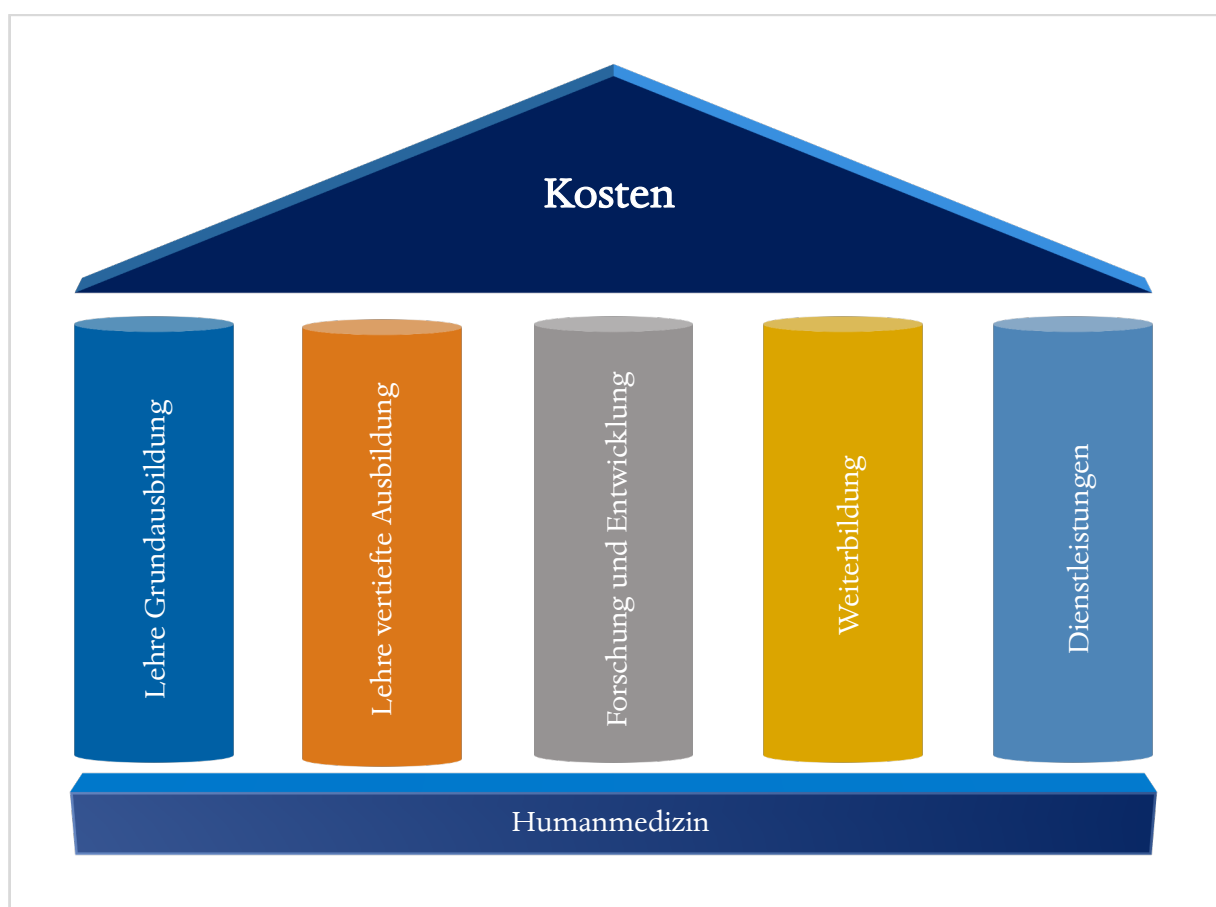 Kosten
Lehre Grundausbildung
Lehre vertiefte Ausbildung
Forschung und Entwicklung
Weiterbildung
Dienstleistungen
Humanmedizin